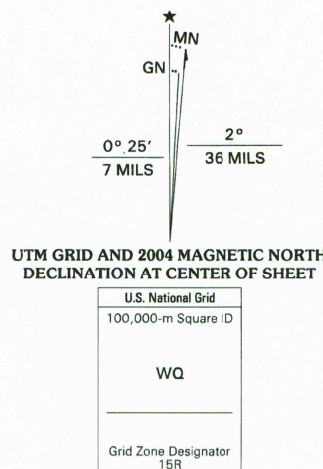 ★
MN
GN
0° 25′
7 MILS
2°
36 MILS
UTM GRID AND 2004 MAGNETIC NORTH
DECLINATION AT CENTER OF SHEET
U.S. National Grid
100,000-m Square ID
WQ
Grid Zone Designator
15R